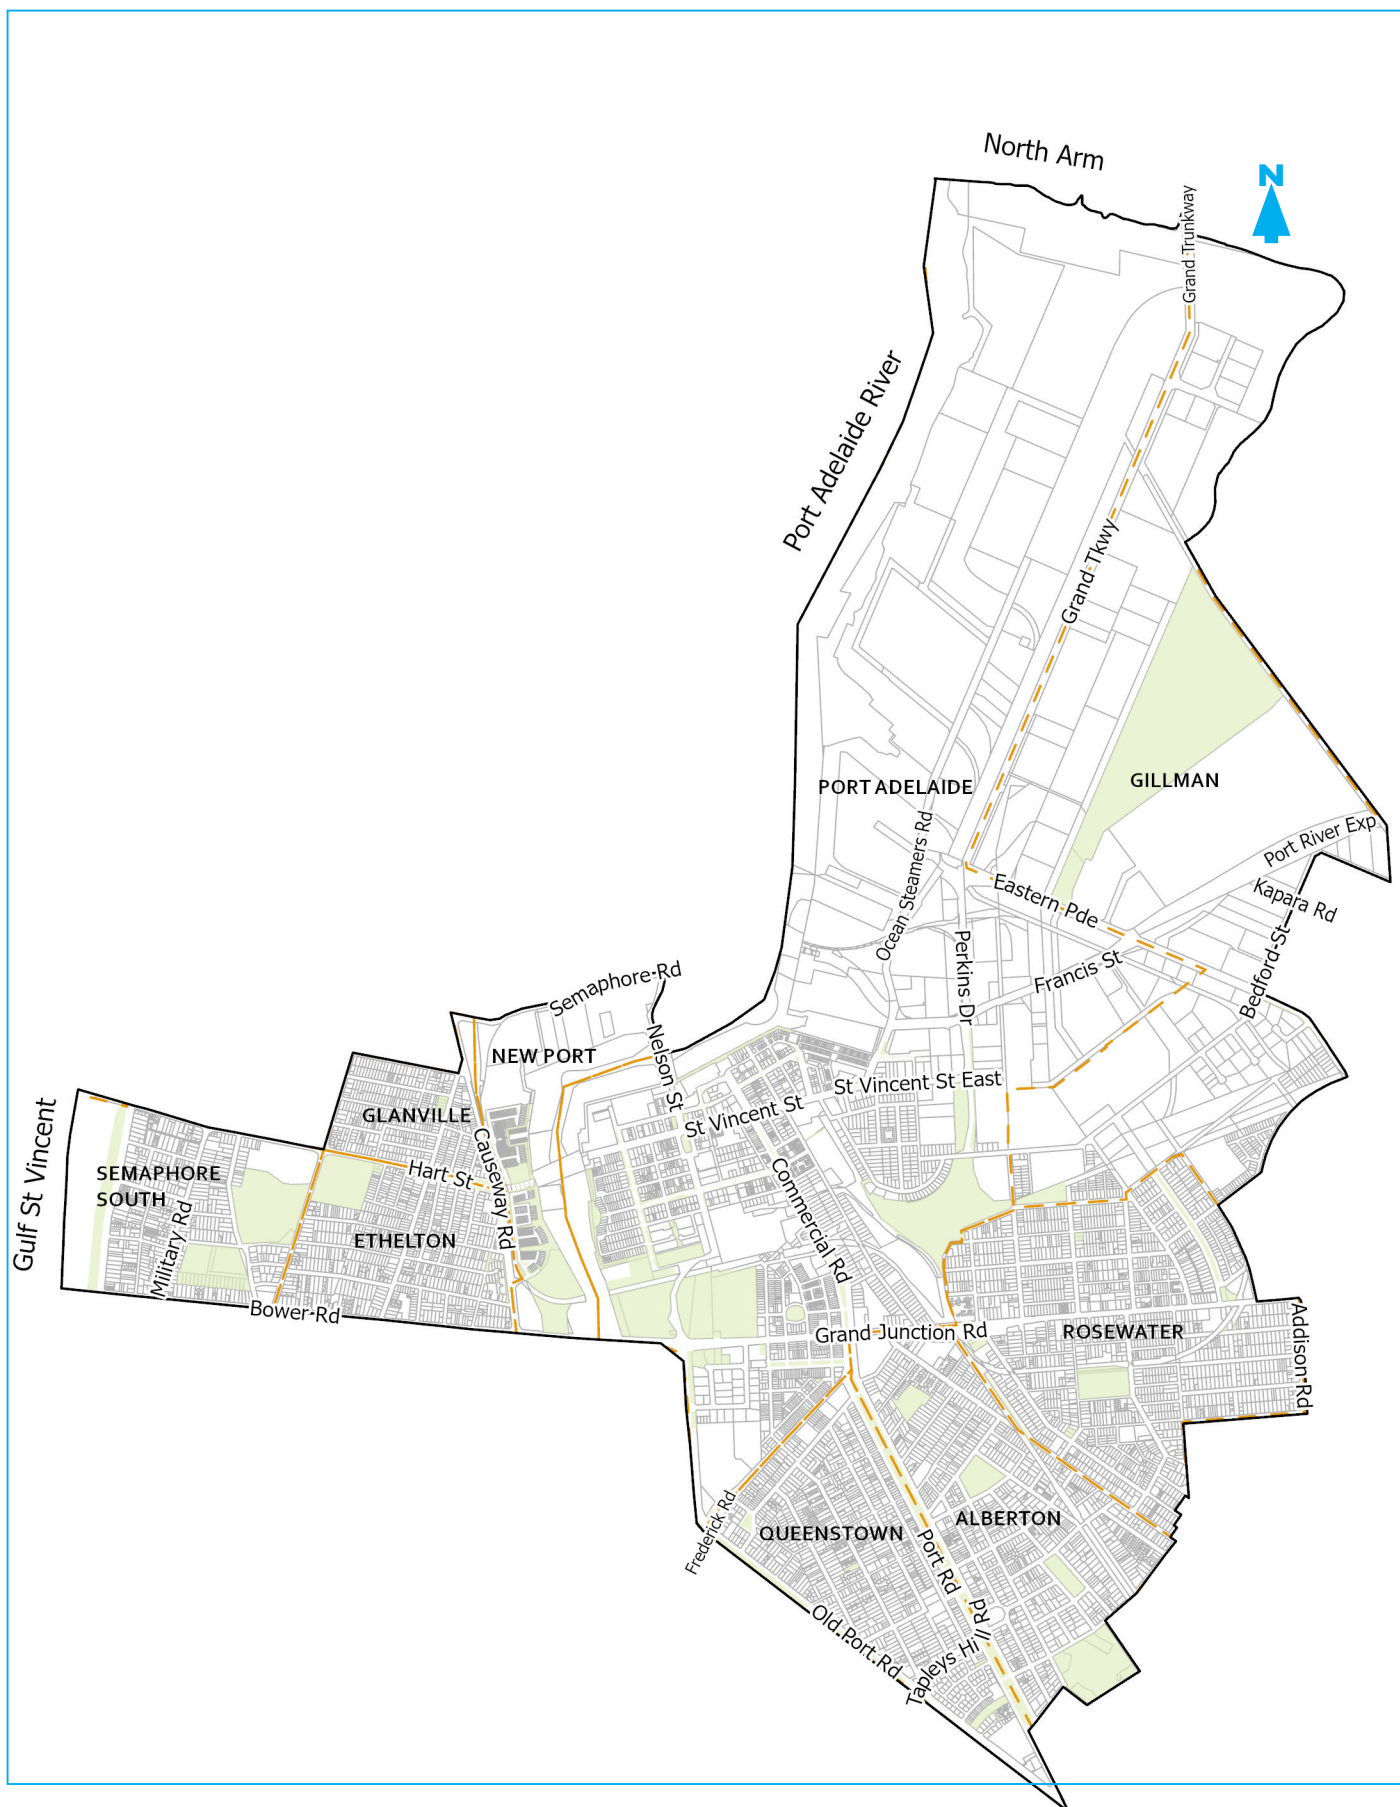 North Arm
N
Grand Trunkway
Port Adelaide River
Grand Tkwy
PORT ADELAIDE
GILLMAN
Ocean Steamers Rd
Port River Exp
Eastern Pde
Kapara Rd
Perkins Dr
Francis St
Bedford St
Semaphore Rd
Nelson St
NEW PORT
St Vincent St East
St Vincent St
Gulf St Vincent
GLANVILLE
Causeway Rd
SEMAPHORE
SOUTH
Hart St
Commercial Rd
Military Rd
ETHELTON
Bower Rd
Grand Junction Rd
ROSEWATER
Addison Rd
Frederick Rd
QUEENSTOWN
ALBERTON
Port Rd
Old Port Rd
Tapleys Hill Rd